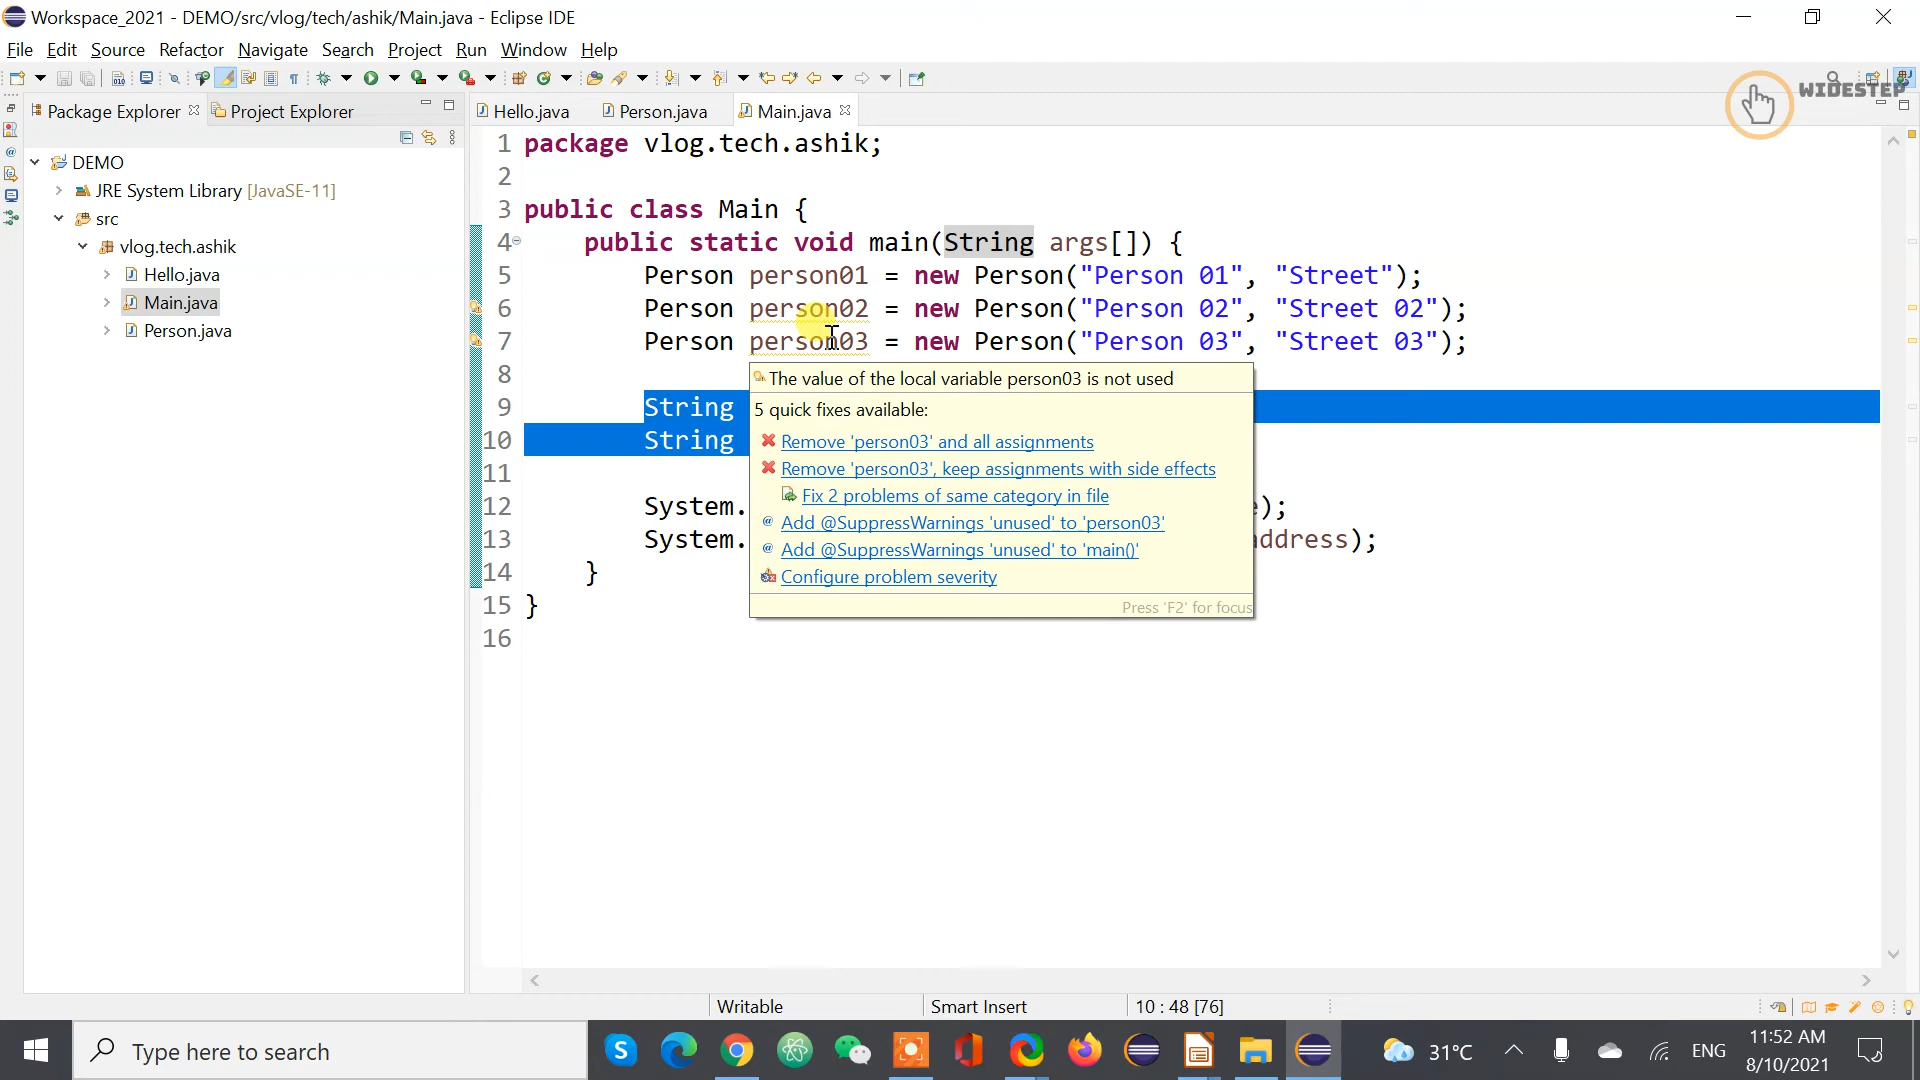 Workspace_2021 - DEMO/src/vlog/tech/ashik/Main.java - Eclipse IDE
File Edit Source Refactor Navigate Search Project Run Window Help
WIDESTEP
Package Explorer Project Explorer
Hello.java Person.java Main.java
DEMO
JRE System Library [JavaSE-11]
src
vlog.tech.ashik
Hello.java
Main.java
Person.java
1 package vlog.tech.ashik;
2
3 public class Main {
4 public static void main(String args[]) {
5 Person person01 = new Person("Person 01", "Street");
6 Person person02 = new Person("Person 02", "Street 02");
7 Person person03 = new Person("Person 03", "Street 03");
8
9 String
10 String
11
12 System. );
13 System. address);
14 }
15 }
16
The value of the local variable person03 is not used
5 quick fixes available:
Remove 'person03' and all assignments
Remove 'person03', keep assignments with side effects
Fix 2 problems of same category in file
Add @SuppressWarnings 'unused' to 'person03'
Add @SuppressWarnings 'unused' to 'main()'
Configure problem severity
Press 'F2' for focus
Writable Smart Insert 10 : 48 [76]
Type here to search
31°C ENG
11:52 AM
8/10/2021